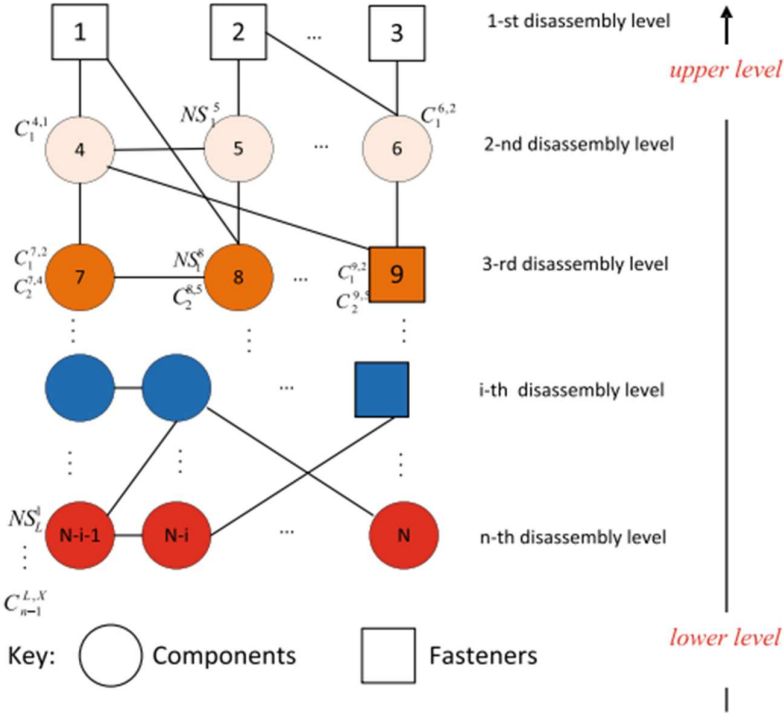 1 2 ... 3 1-st disassembly level
upper level
NS_1^5 C_1^{6,2}
C_1^{4,1} 4 5 ... 6 2-nd disassembly level
C_1^{7,2} NS_1^8 C_1^{9,2} 3-rd disassembly level
7 8 ... 9
C_2^{7,4} C_2^{8,5} C_2^{9,5}
... i-th disassembly level
NS_L^1
N-i-1 N-i ... N n-th disassembly level
C_{n-1}^{L,X}
lower level
Key: Components Fasteners